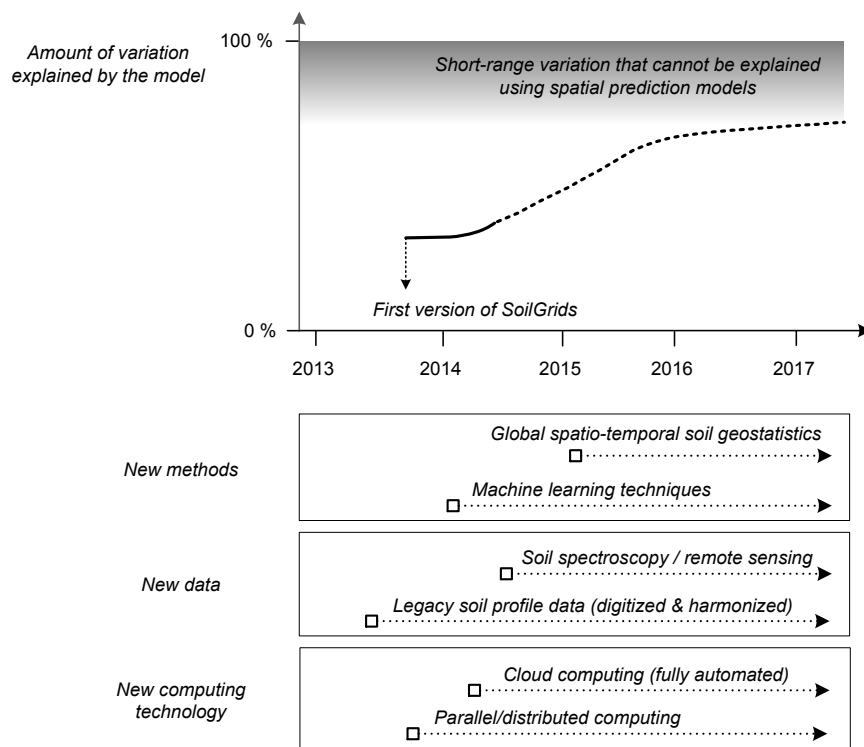 100 %
Amount of variation
explained by the model
Short-range variation that cannot be explained
using spatial prediction models
First version of SoilGrids
0 %
2013
2014
2015
2016
2017
New methods
Global spatio-temporal soil geostatistics
Machine learning techniques
New data
Soil spectroscopy / remote sensing
Legacy soil profile data (digitized & harmonized)
New computing
technology
Cloud computing (fully automated)
Parallel/distributed computing